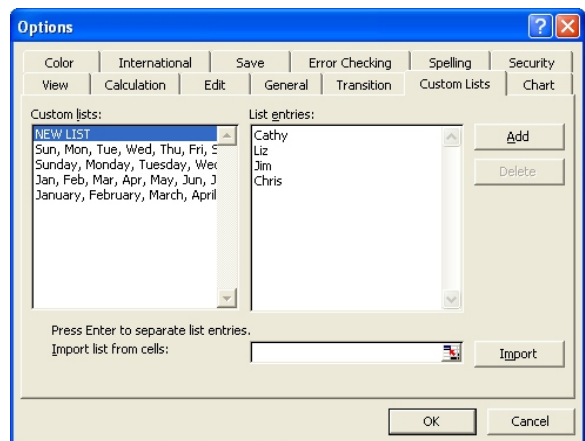 Options
Color International Save Error Checking Spelling Security
View Calculation Edit General Transition Custom Lists Chart
Custom lists: List entries:
NEW LIST
Sun, Mon, Tue, Wed, Thu, Fri, S
Sunday, Monday, Tuesday, Wed
Jan, Feb, Mar, Apr, May, Jun, J
January, February, March, April
Cathy
Liz
Jim
Chris
Add
Delete
Press Enter to separate list entries.
Import list from cells:
Import
OK Cancel